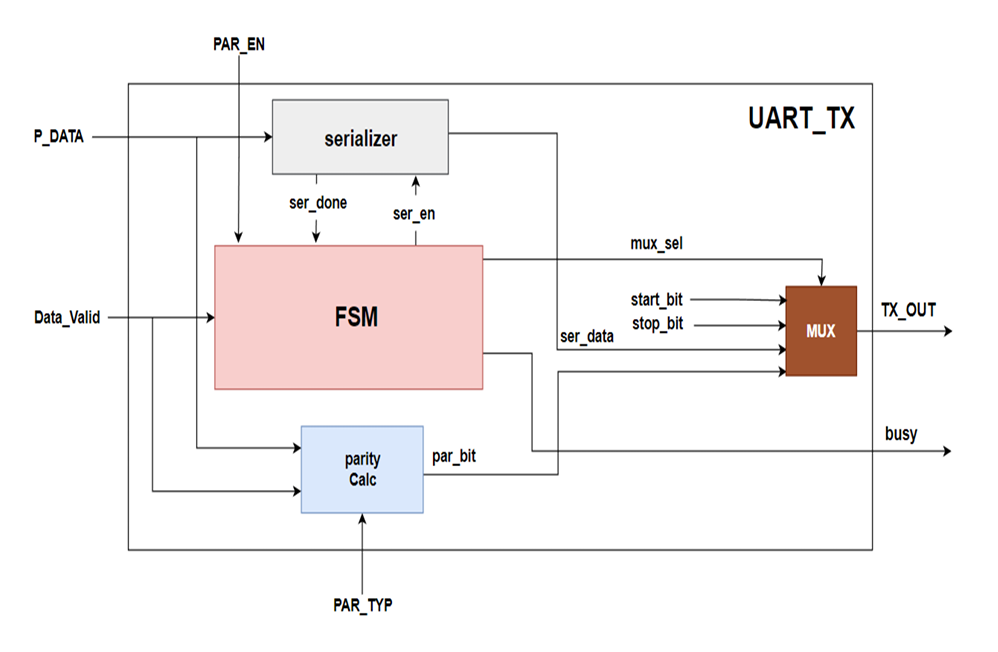 PAR_EN
UART_TX
P_DATA
serializer
ser_done
ser_en
mux_sel
Data_Valid
FSM
start_bit
stop_bit
ser_data
MUX
TX_OUT
busy
parity
Calc
par_bit
PAR_TYP